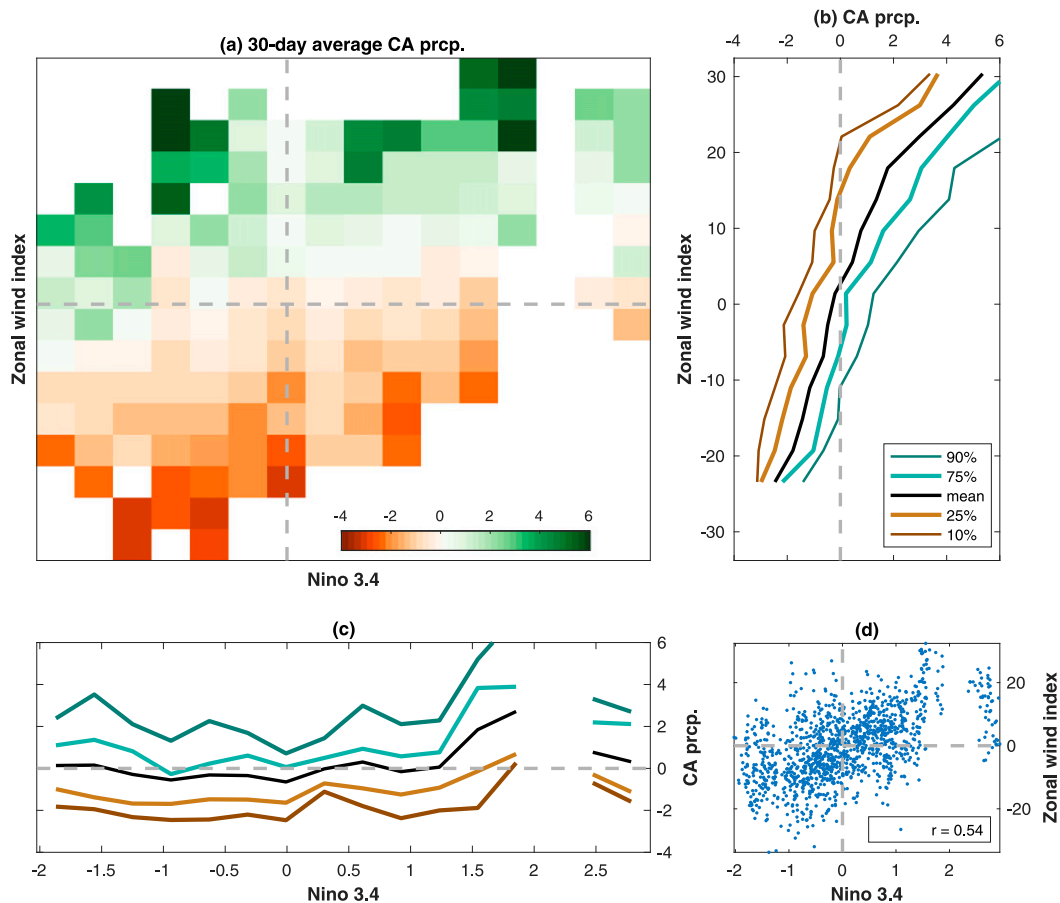 (a) 30-day average CA prcp.
Zonal wind index
-4 -2 0 2 4 6
Nino 3.4
(b) CA prcp.
-4 -2 0 2 4 6
30
20
10
0
-10
-20
-30
Zonal wind index
90%
75%
mean
25%
10%
(c)
6
4
2
0
-2
-4
CA prcp.
-2 -1.5 -1 -0.5 0 0.5 1 1.5 2 2.5
Nino 3.4
(d)
20
0
-20
Zonal wind index
r = 0.54
-2 -1 0 1 2
Nino 3.4